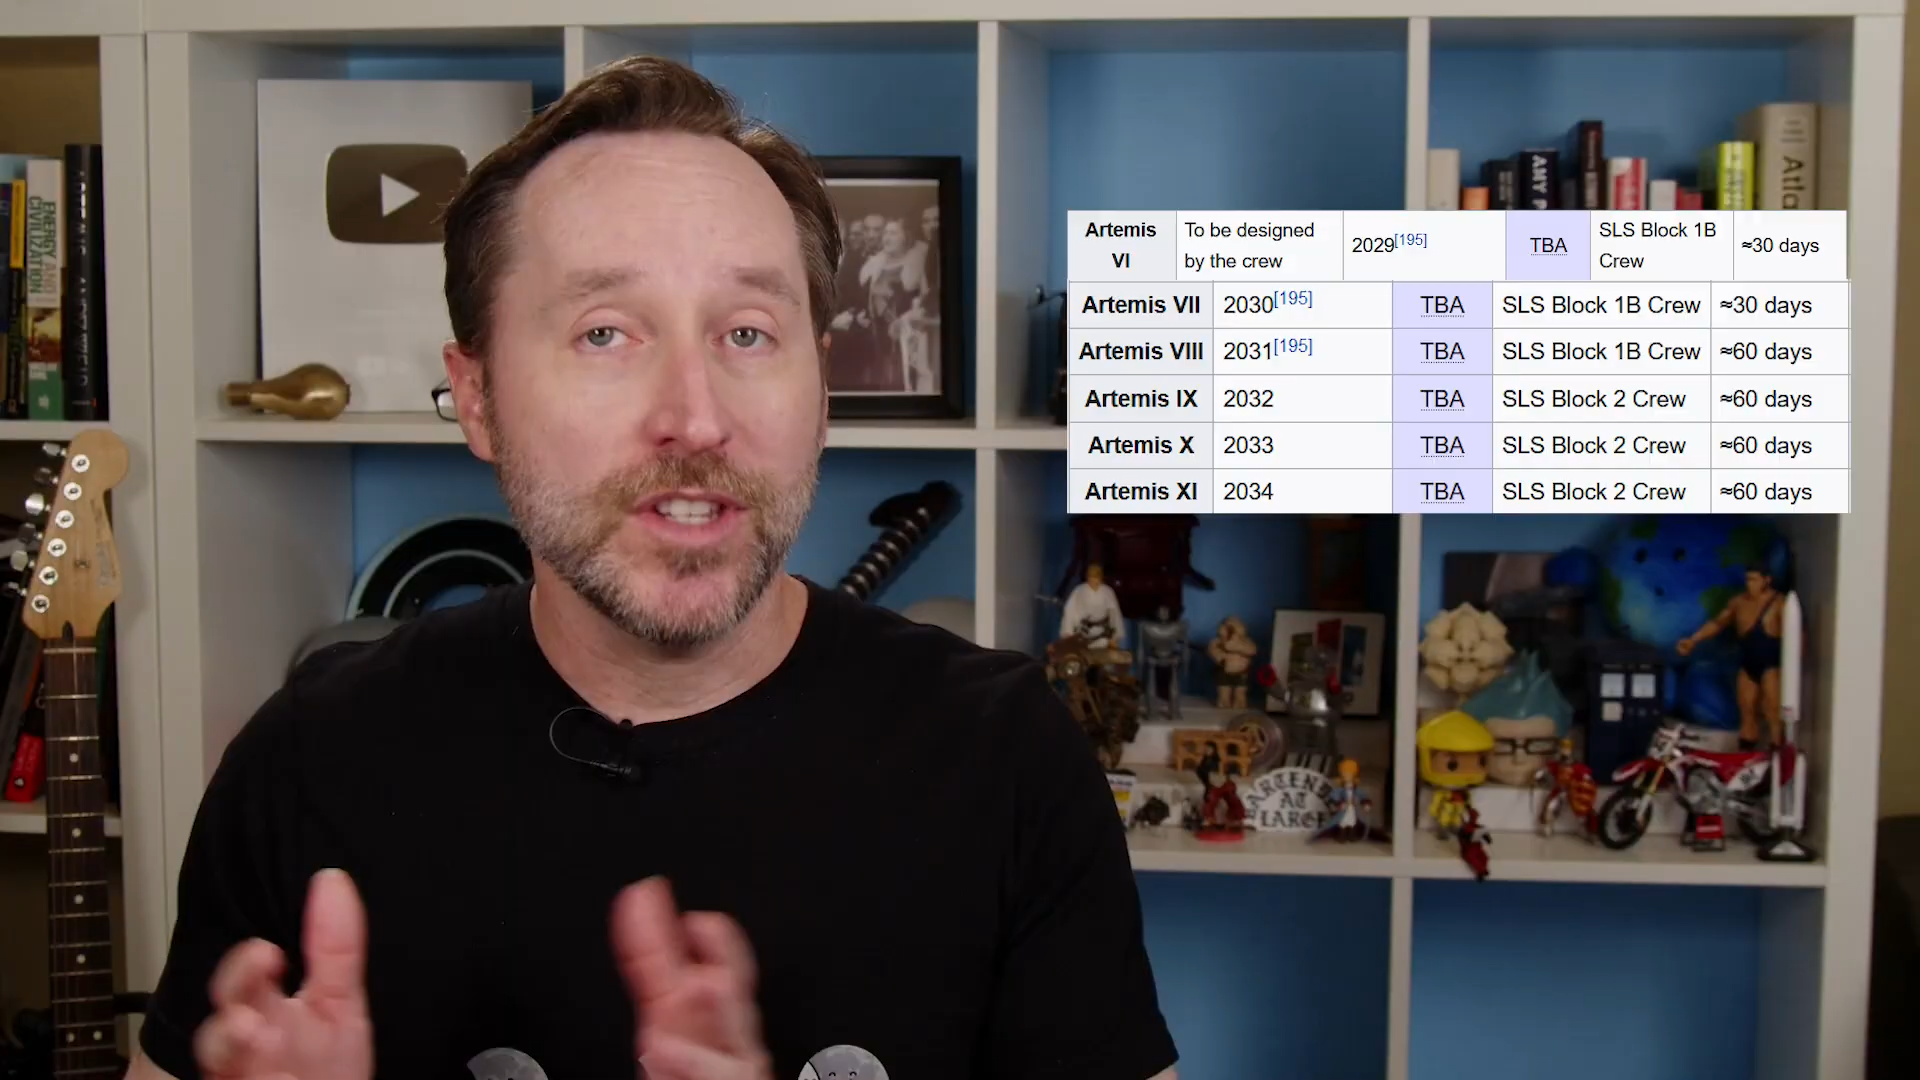 Artemis VI To be designed by the crew 2029[195] TBA SLS Block 1B Crew ≈30 days
Artemis VII 2030[195] TBA SLS Block 1B Crew ≈30 days
Artemis VIII 2031[195] TBA SLS Block 1B Crew ≈60 days
Artemis IX 2032 TBA SLS Block 2 Crew ≈60 days
Artemis X 2033 TBA SLS Block 2 Crew ≈60 days
Artemis XI 2034 TBA SLS Block 2 Crew ≈60 days
ENERGY AND
CIVILIZATION
AMY
Atla
BARTENDE
AT
LARGE